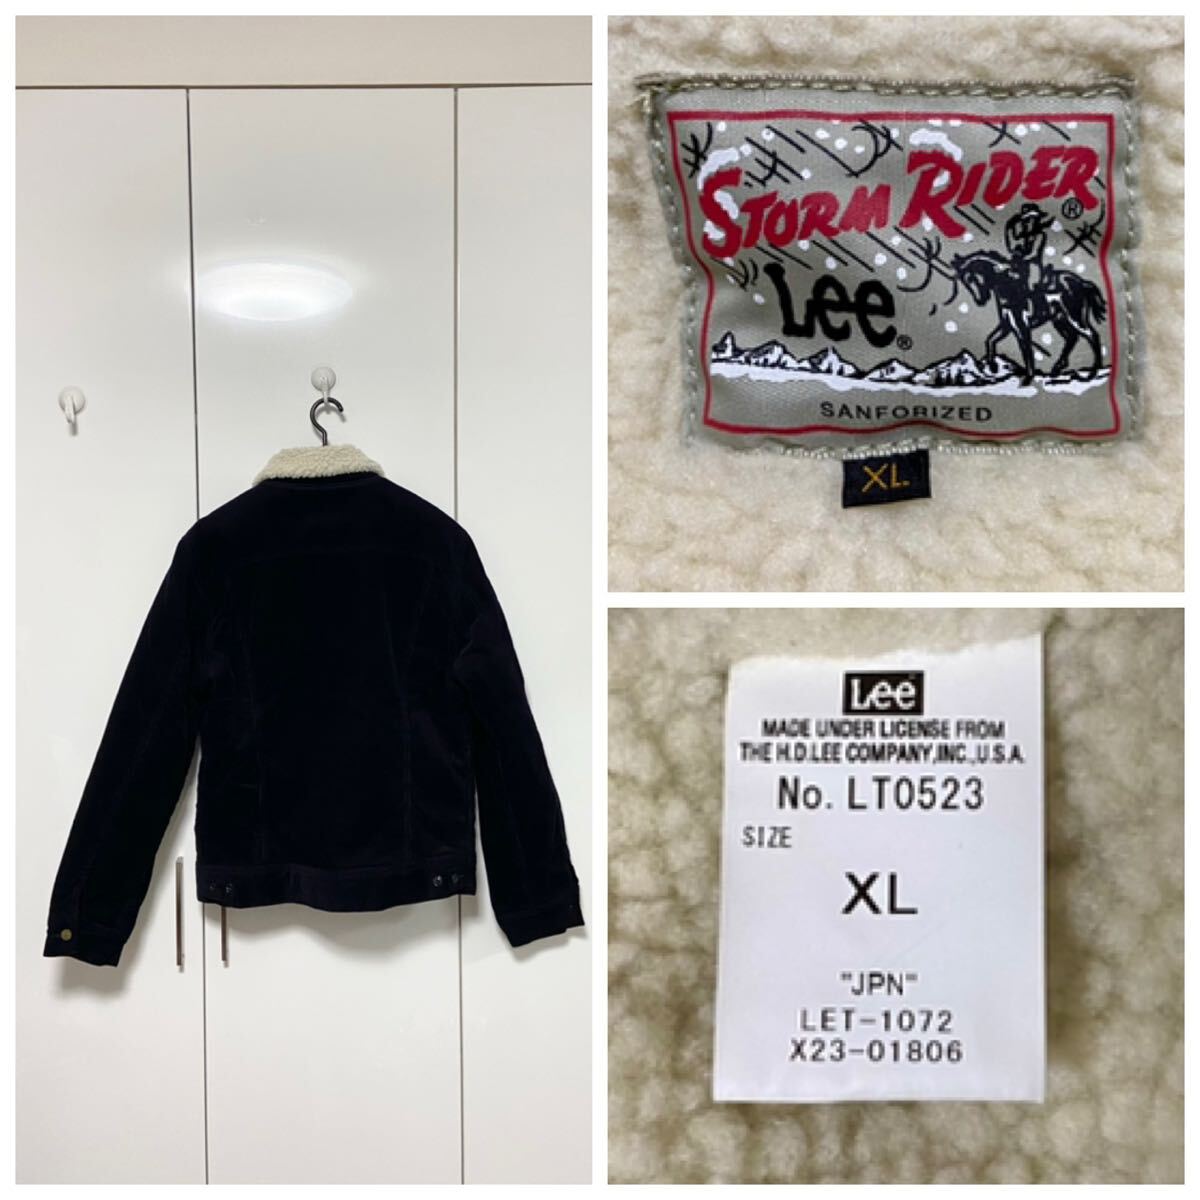 STORM RIDER®
Lee®
SANFORIZED
XL
Lee
MADE UNDER LICENSE FROM
THE H.D.LEE COMPANY,INC.,U.S.A.
No. LT0523
SIZE
XL
"JPN"
LET-1072
X23-01806